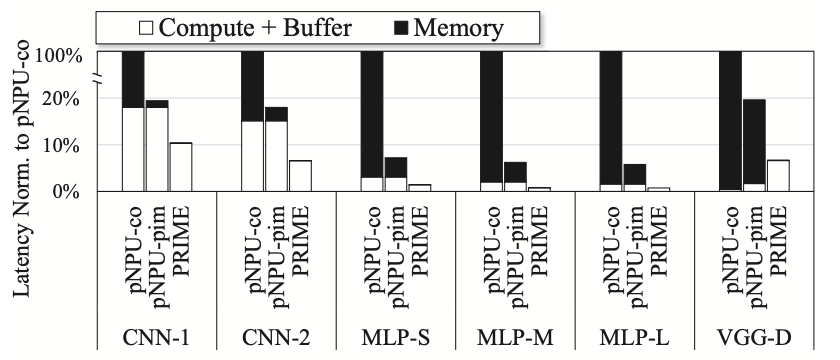 Compute + Buffer Memory
Latency Norm. to pNPU-co
100%
20%
10%
0%
pNPU-co pNPU-pim PRIME pNPU-co pNPU-pim PRIME pNPU-co pNPU-pim PRIME pNPU-co pNPU-pim PRIME pNPU-co pNPU-pim PRIME pNPU-co pNPU-pim PRIME
CNN-1 CNN-2 MLP-S MLP-M MLP-L VGG-D